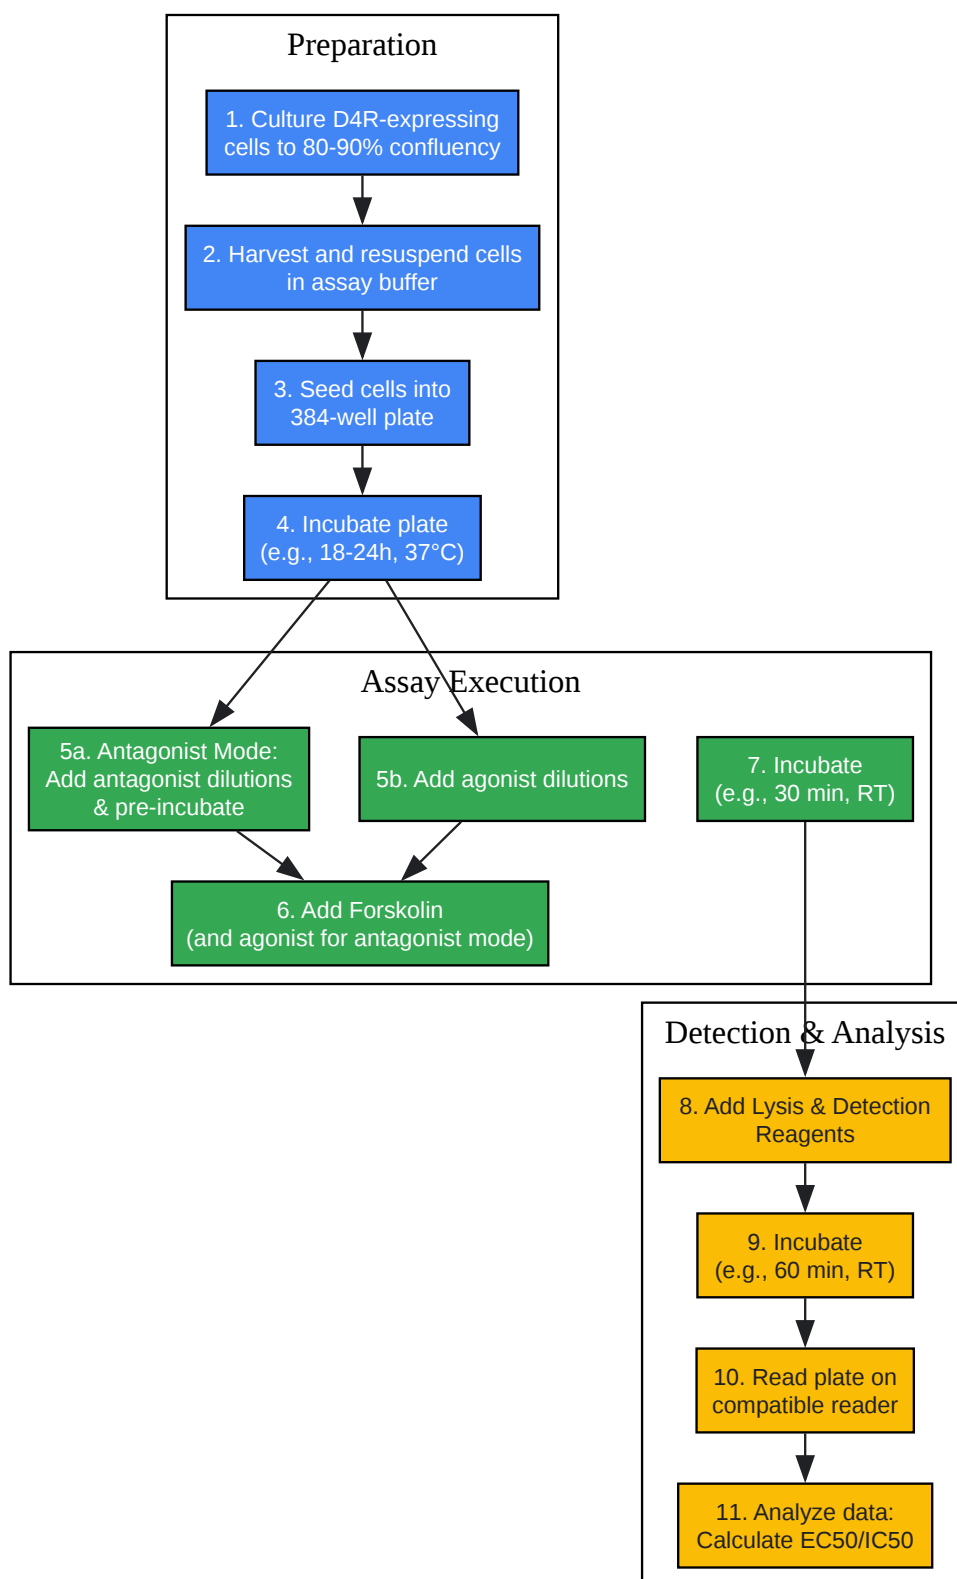 Preparation
1. Culture D4R-expressing
cells to 80-90% confluency
2. Harvest and resuspend cells
in assay buffer
3. Seed cells into
384-well plate
4. Incubate plate
(e.g., 18-24h, 37°C)
Assay Execution
5a. Antagonist Mode:
Add antagonist dilutions
& pre-incubate
5b. Add agonist dilutions
7. Incubate
(e.g., 30 min, RT)
6. Add Forskolin
(and agonist for antagonist mode)
Detection & Analysis
8. Add Lysis & Detection
Reagents
9. Incubate
(e.g., 60 min, RT)
10. Read plate on
compatible reader
11. Analyze data:
Calculate EC50/IC50